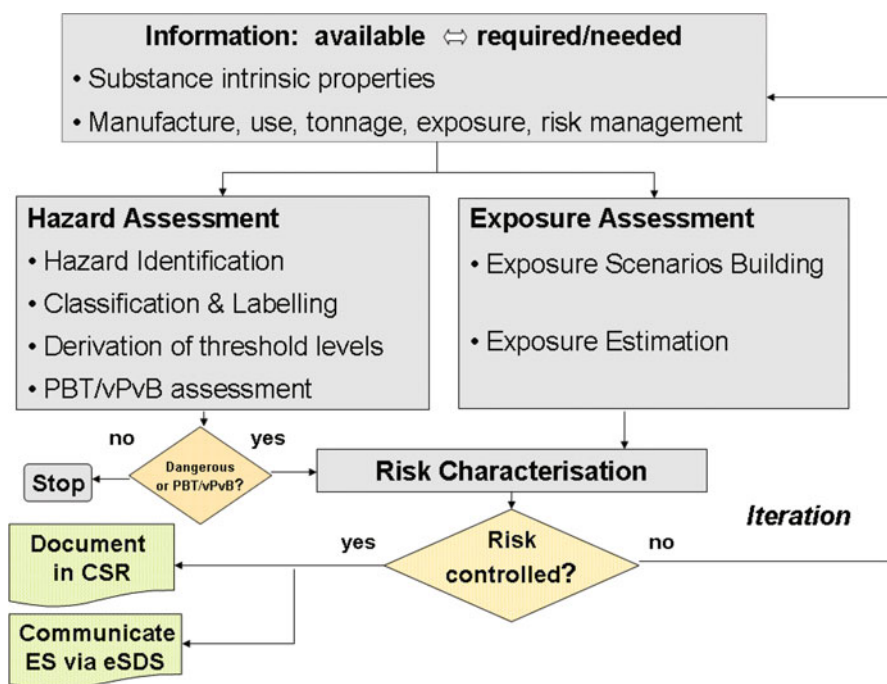 Information: available ⇔ required/needed
• Substance intrinsic properties
• Manufacture, use, tonnage, exposure, risk management
Hazard Assessment
• Hazard Identification
• Classification & Labelling
• Derivation of threshold levels
• PBT/vPvB assessment
Exposure Assessment
• Exposure Scenarios Building
• Exposure Estimation
no
yes
Dangerous
or PBT/vPvB?
Stop
Risk Characterisation
Iteration
Risk
controlled?
yes
no
Document
in CSR
Communicate
ES via eSDS